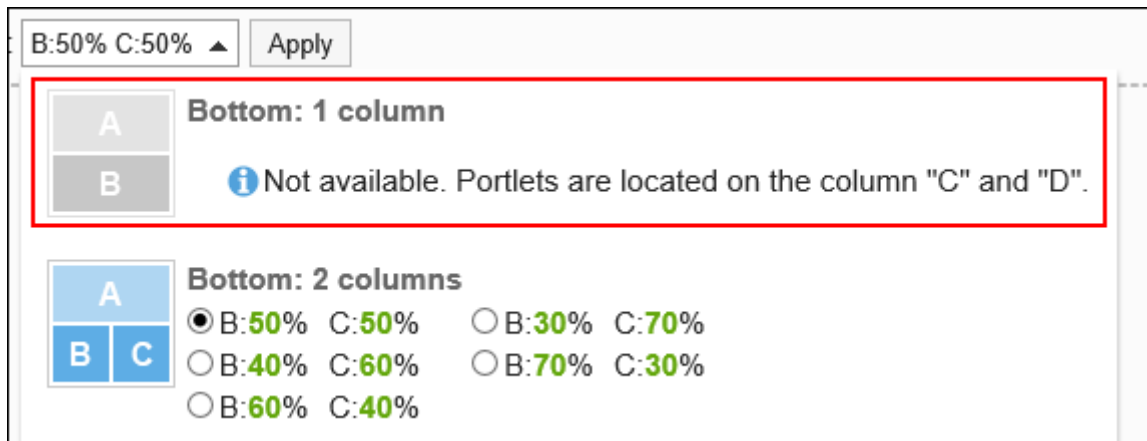 B:50% C:50% ▲ Apply
A
Bottom: 1 column
B
Not available. Portlets are located on the column "C" and "D".
A
Bottom: 2 columns
B C
B:50% C:50% B:30% C:70%
B:40% C:60% B:70% C:30%
B:60% C:40%